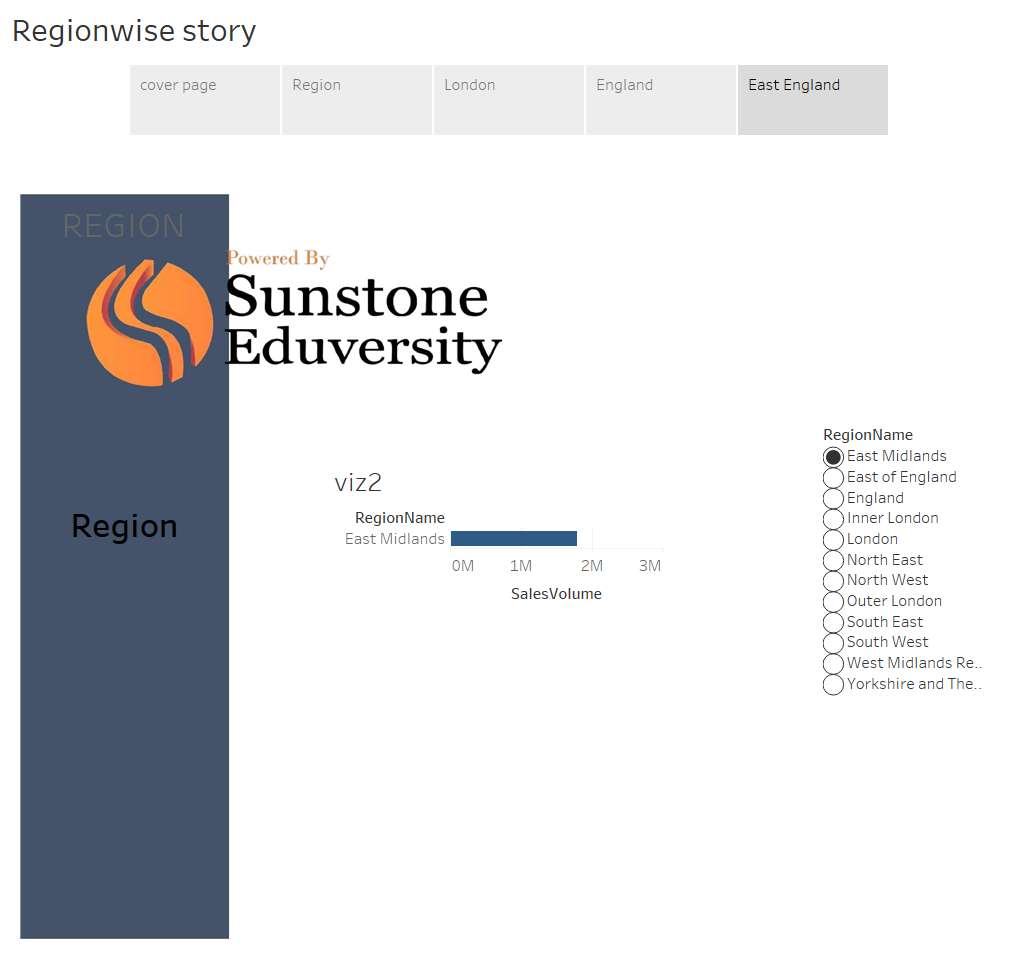 Regionwise story
cover page
Region
London
England
East England
REGION
Powered By
Sunstone
Eduversity
Region
viz2
RegionName
East Midlands
0M 1M 2M 3M
SalesVolume
RegionName
East Midlands
East of England
England
Inner London
London
North East
North West
Outer London
South East
South West
West Midlands Re..
Yorkshire and The..